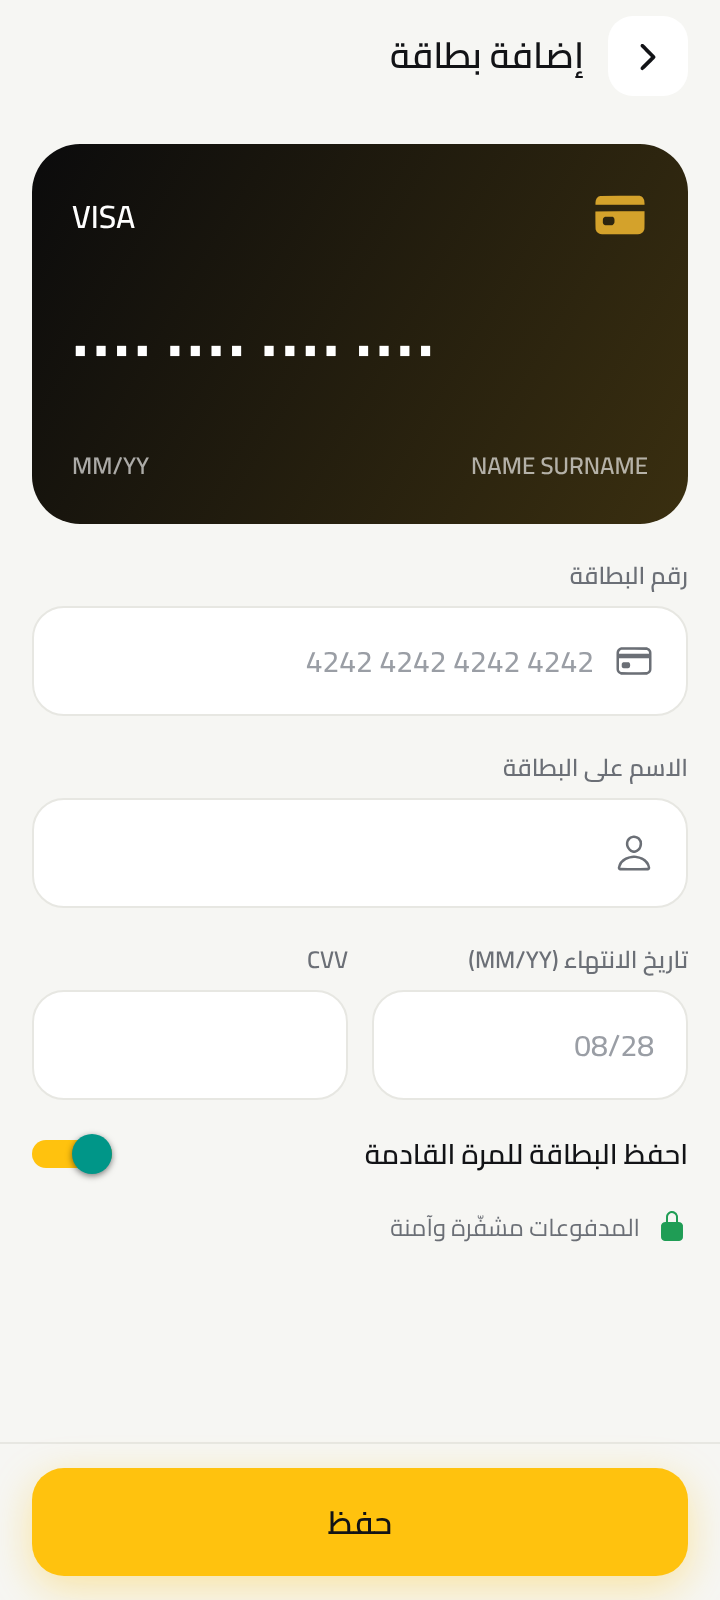 إضافة بطاقة
VISA
•••• •••• •••• ••••
NAME SURNAME
MM/YY
رقم البطاقة
4242 4242 4242 4242
الاسم على البطاقة
تاريخ الانتهاء (MM/YY)
CVV
08/28
احفظ البطاقة للمرة القادمة
المدفوعات مشفّرة وآمنة
حفظ